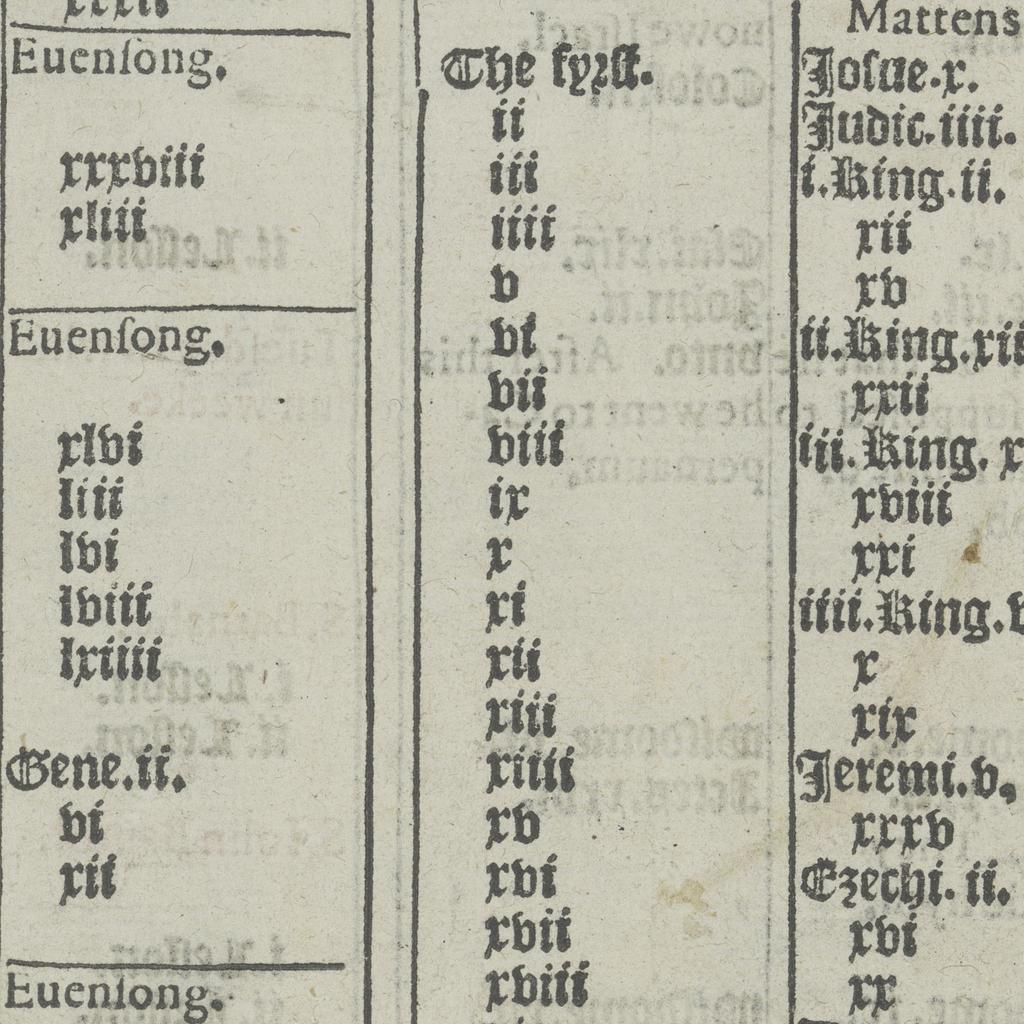 Euenſong.
xxxviii
xliii
Euenſong.
xlvi
liii
lvi
lviii
lxiiii
Gene.ii.
vi
xii
Euenſong.
The fyrſt.
ii
iii
iiii
v
vi
vii
viii
ix
x
xi
xii
xiii
xiiii
xv
xvi
xvii
xviii
Mattens
Joſue.x.
Judic.iiii.
i.King.ii.
xii
xv
ii.King.xii
xxii
iii.King. x
xviii
xxi
iiii.King.v
x
xix
Jeremi.v.
xxxv
Ezechi. ii.
xvi
xx